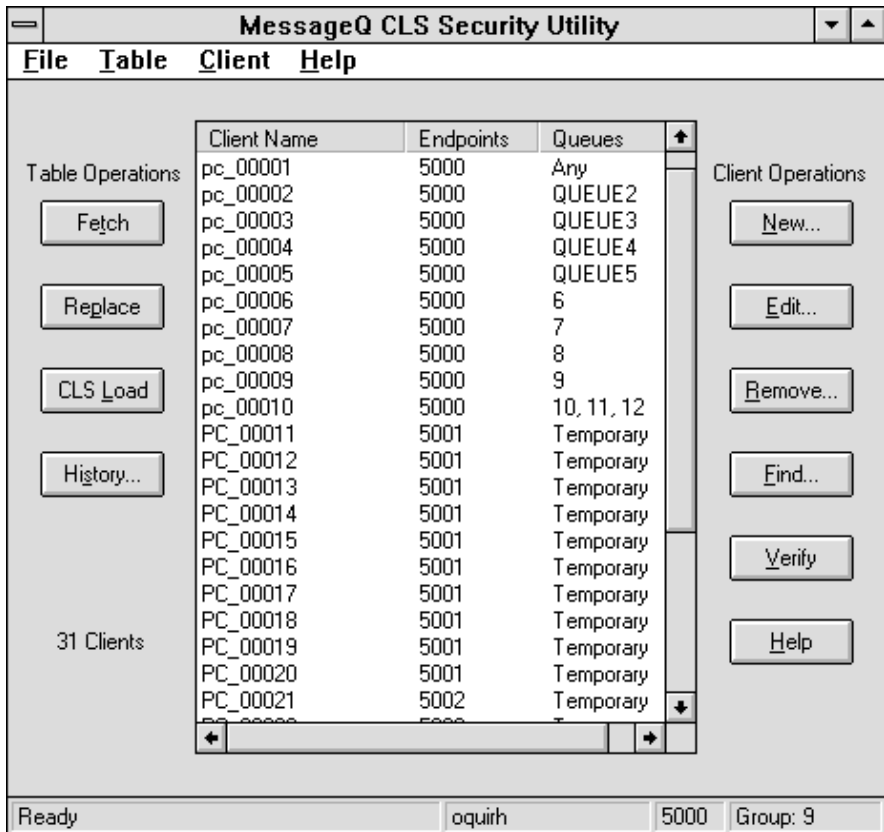 MessageQ CLS Security Utility
File Table Client Help
Table Operations
Fetch
Replace
CLS Load
History...
31 Clients
Client Name Endpoints Queues
pc_00001 5000 Any
pc_00002 5000 QUEUE2
pc_00003 5000 QUEUE3
pc_00004 5000 QUEUE4
pc_00005 5000 QUEUE5
pc_00006 5000 6
pc_00007 5000 7
pc_00008 5000 8
pc_00009 5000 9
pc_00010 5000 10, 11, 12
PC_00011 5001 Temporary
PC_00012 5001 Temporary
PC_00013 5001 Temporary
PC_00014 5001 Temporary
PC_00015 5001 Temporary
PC_00016 5001 Temporary
PC_00017 5001 Temporary
PC_00018 5001 Temporary
PC_00019 5001 Temporary
PC_00020 5001 Temporary
PC_00021 5002 Temporary
Client Operations
New...
Edit...
Remove...
Find...
Verify
Help
Ready oquirh 5000 Group: 9